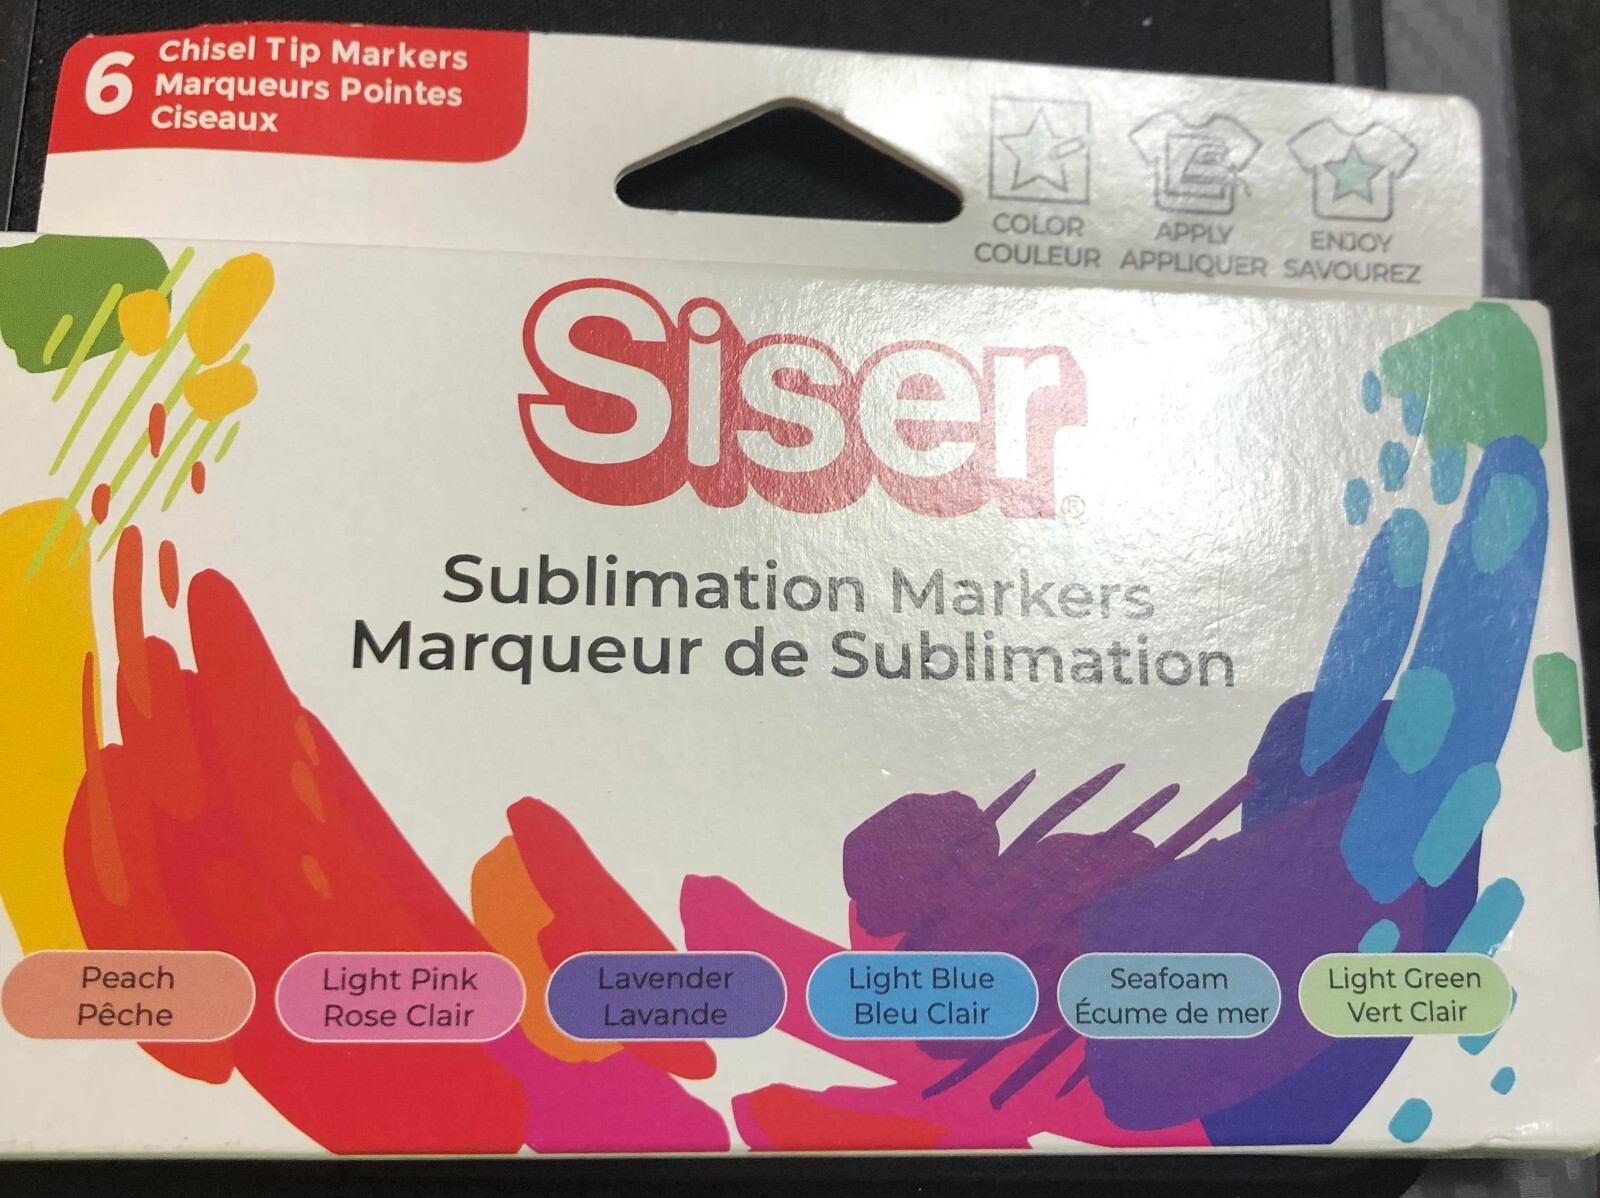 6
Chisel Tip Markers
Marqueurs Pointes
Ciseaux
COLOR
COULEUR
APPLY
APPLIQUER
ENJOY
SAVOUREZ
Siser®
Sublimation Markers
Marqueur de Sublimation
Peach
Pêche
Light Pink
Rose Clair
Lavender
Lavande
Light Blue
Bleu Clair
Seafoam
Écume de mer
Light Green
Vert Clair